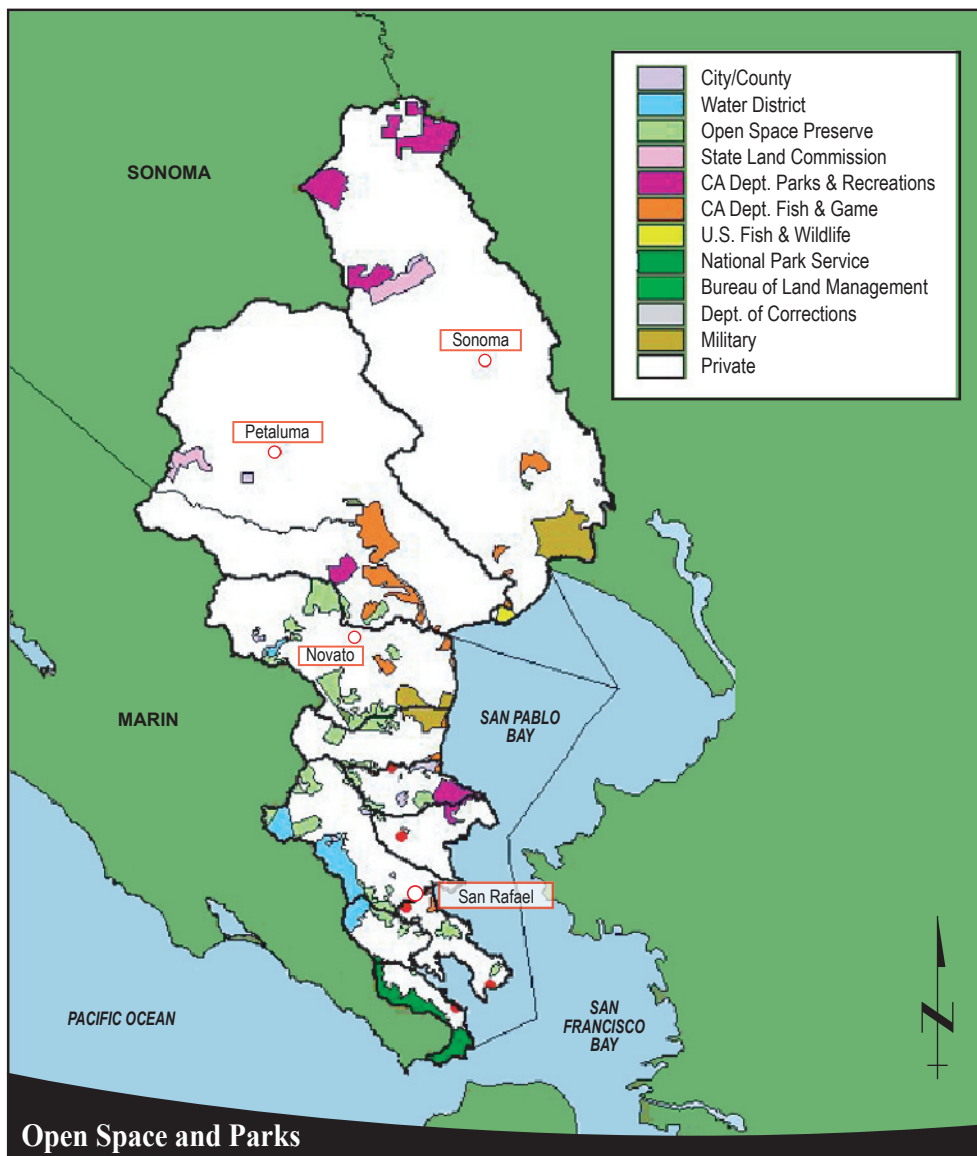 City/County
Water District
Open Space Preserve
State Land Commission
CA Dept. Parks & Recreations
CA Dept. Fish & Game
U.S. Fish & Wildlife
National Park Service
Bureau of Land Management
Dept. of Corrections
Military
Private
SONOMA
Sonoma
Petaluma
Novato
MARIN
SAN PABLO
BAY
San Rafael
PACIFIC OCEAN
SAN
FRANCISCO
BAY
N
Open Space and Parks